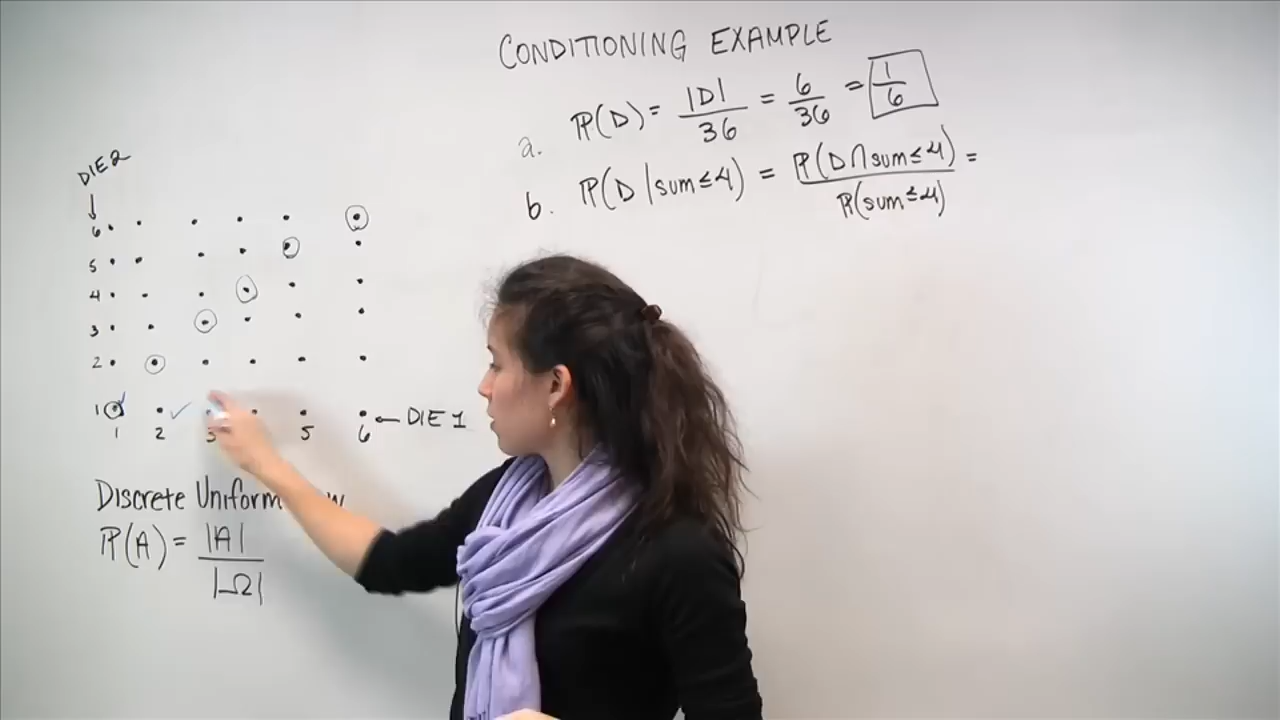 CONDITIONING EXAMPLE
a. P(D) = |D| / 36 = 6 / 36 = 1 / 6
b. P(D | sum ≤ 4) = P(D ∩ sum ≤ 4) / P(sum ≤ 4) =
DIE 2
6
5
4
3
2
1
1 2 3 5 6 ← DIE 1
Discrete Uniform
P(A) = |A| / |Ω|